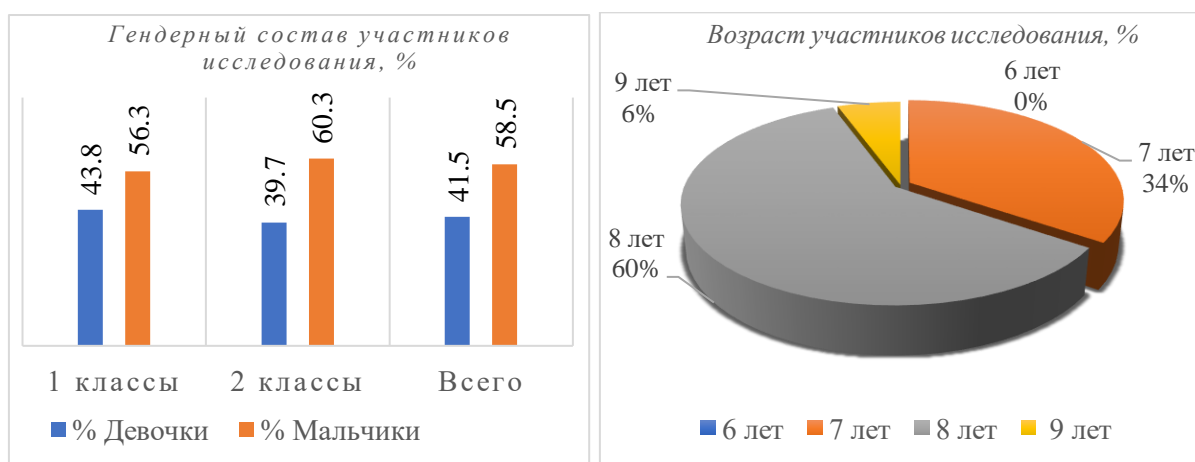 Гендерный состав участников
исследования, %
43.8
56.3
39.7
60.3
41.5
58.5
1 классы
2 классы
Всего
% Девочки
% Мальчики
Возраст участников исследования, %
9 лет
6%
6 лет
0%
7 лет
34%
8 лет
60%
6 лет
7 лет
8 лет
9 лет